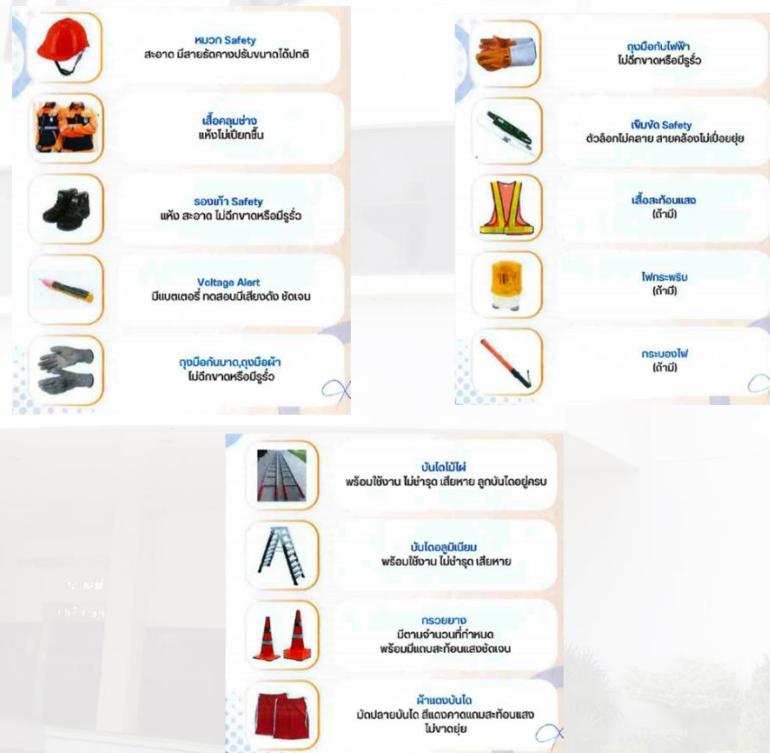 หมวก Safety
สะอาด มีสายรัดคางปรับขนาดได้ปกติ
เสื้อคลุมช่าง
แห้งไม่เปียกชื้น
รองเท้า Safety
แห้ง สะอาด ไม่ฉีกขาดหรือมีรูรั่ว
Voltage Alert
มีแบตเตอรี่ ทดสอบมีเสียงดัง ชัดเจน
ถุงมือกันบาด,ถุงมือผ้า
ไม่ฉีกขาดหรือมีรูรั่ว
ถุงมือกันไฟฟ้า
ไม่ฉีกขาดหรือมีรูรั่ว
เข็มขัด Safety
ตัวล็อกไม่คลาย สายคล้องไม่เปื่อยยุ่ย
เสื้อสะท้อนแสง
(ถ้ามี)
ไฟกระพริบ
(ถ้ามี)
กระบองไฟ
(ถ้ามี)
บันไดไม้ไผ่
พร้อมใช้งาน ไม่ชำรุด เสียหาย ลูกบันไดอยู่ครบ
บันไดอลูมิเนียม
พร้อมใช้งาน ไม่ชำรุด เสียหาย
กรวยยาง
มีตามจำนวนที่กำหนด
พร้อมมีแถบสะท้อนแสงชัดเจน
ผ้าแดงบันได
มัดปลายบันได สีแดงคาดแถมสะท้อนแสง
ไม่ขาดยุ่ย